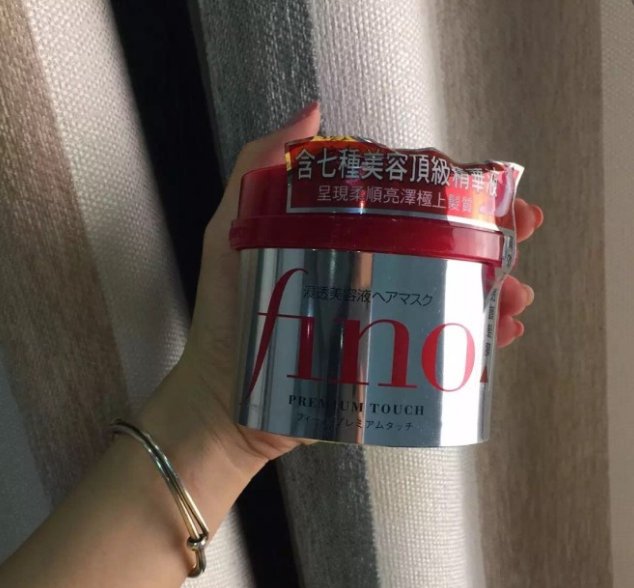 含七種美容頂級精華液
呈現柔順亮澤極上髮質
浸透美容液ヘアマスク
fino
PREMIUM TOUCH
フィーノ プレミアムタッチ